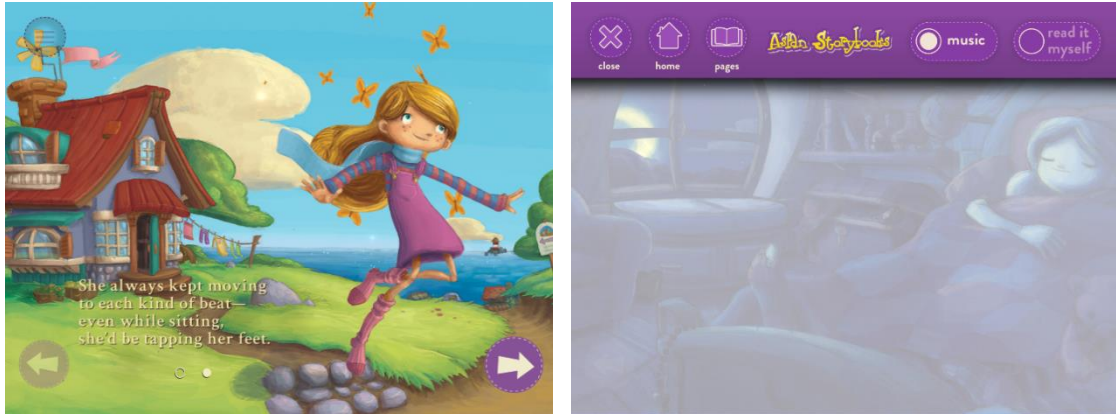 She always kept moving
to each kind of beat—
even while sitting,
she'd be tapping her feet.
close
home
pages
Aslan Storybooks
music
read it
myself